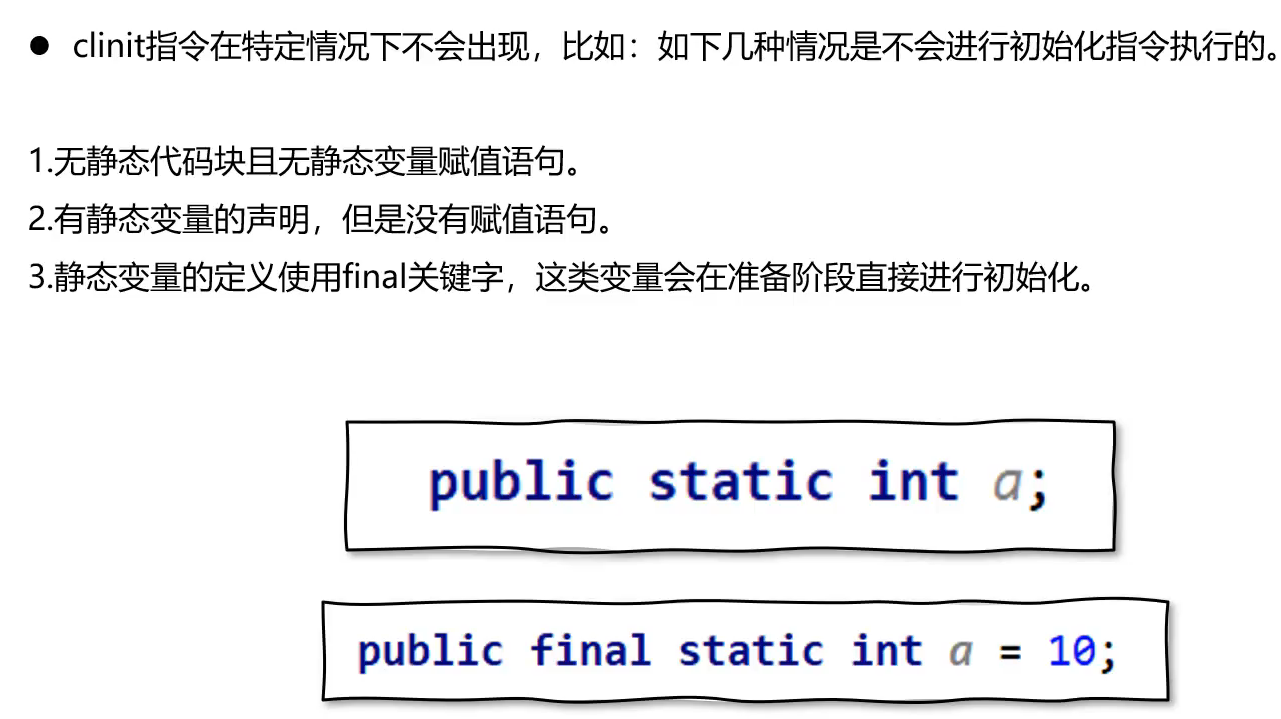 ● clinit指令在特定情况下不会出现，比如：如下几种情况是不会进行初始化指令执行的。
1.无静态代码块且无静态变量赋值语句。
2.有静态变量的声明，但是没有赋值语句。
3.静态变量的定义使用final关键字，这类变量会在准备阶段直接进行初始化。
public static int a;
public final static int a = 10;